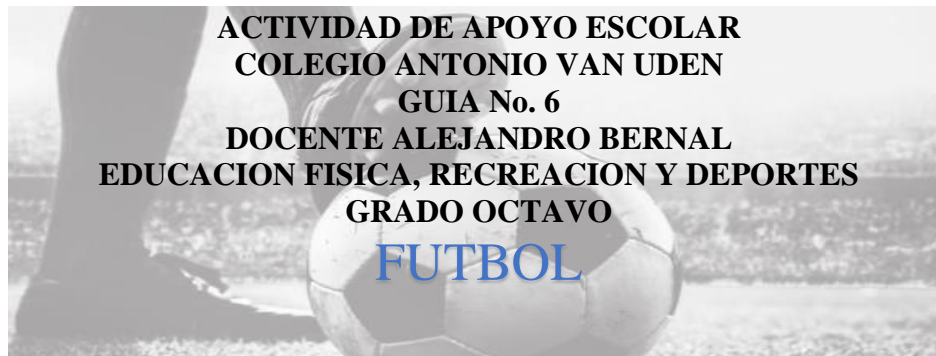 ACTIVIDAD DE APOYO ESCOLAR
COLEGIO ANTONIO VAN UDEN
GUIA No. 6
DOCENTE ALEJANDRO BERNAL
EDUCACION FISICA, RECREACION Y DEPORTES
GRADO OCTAVO
FUTBOL